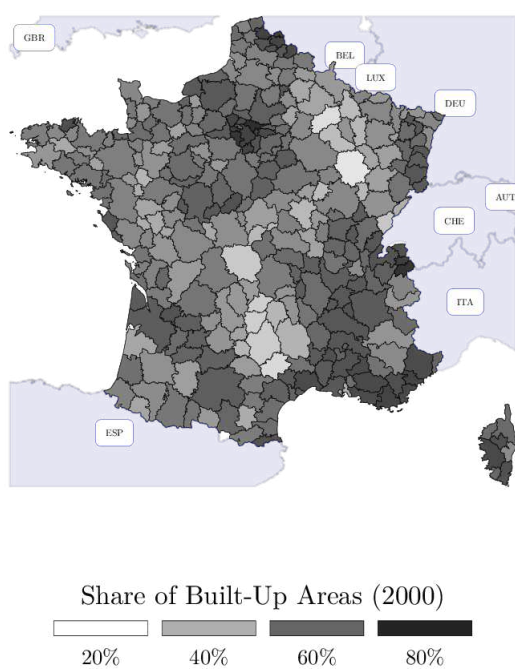 GBR
BEL
LUX
DEU
AUT
CHE
ITA
ESP
Share of Built-Up Areas (2000)
20% 40% 60% 80%